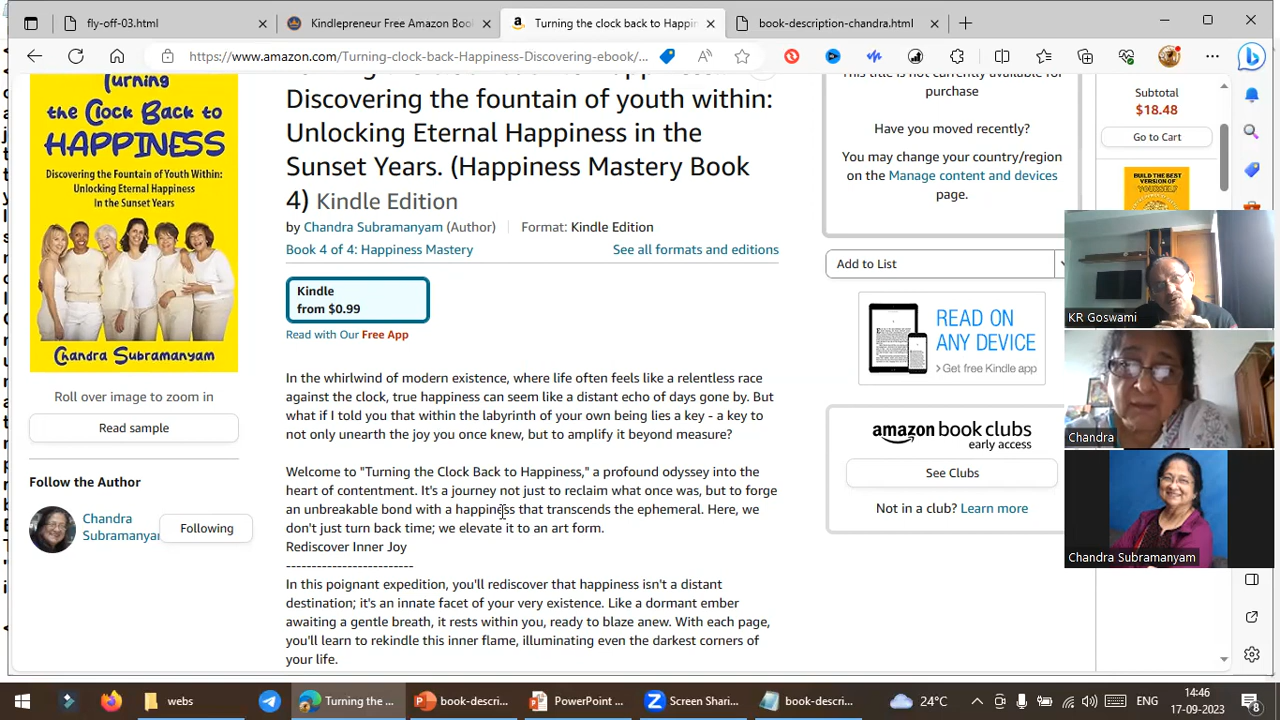 fly-off-03.html
Kindlepreneur Free Amazon Boo
Turning the clock back to Happin
book-description-chandra.html
https://www.amazon.com/Turning-clock-back-Happiness-Discovering-ebook/...
Turning
the Clock Back to
HAPPINESS
Discovering the Fountain of Youth Within:
Unlocking Eternal Happiness
In the Sunset Years
Chandra Subramanyam
Roll over image to zoom in
Read sample
Follow the Author
Chandra
Subramanyam
Following
Discovering the fountain of youth within:
Unlocking Eternal Happiness in the
Sunset Years. (Happiness Mastery Book
4) Kindle Edition
by Chandra Subramanyam (Author) Format: Kindle Edition
Book 4 of 4: Happiness Mastery
See all formats and editions
Kindle
from $0.99
Read with Our Free App
In the whirlwind of modern existence, where life often feels like a relentless race
against the clock, true happiness can seem like a distant echo of days gone by. But
what if I told you that within the labyrinth of your own being lies a key - a key to
not only unearth the joy you once knew, but to amplify it beyond measure?
Welcome to "Turning the Clock Back to Happiness," a profound odyssey into the
heart of contentment. It's a journey not just to reclaim what once was, but to forge
an unbreakable bond with a happiness that transcends the ephemeral. Here, we
don't just turn back time; we elevate it to an art form.
Rediscover Inner Joy
-------------------------
In this poignant expedition, you'll rediscover that happiness isn't a distant
destination; it's an innate facet of your very existence. Like a dormant ember
awaiting a gentle breath, it rests within you, ready to blaze anew. With each page,
you'll learn to rekindle this inner flame, illuminating even the darkest corners of
your life.
This title is not currently available for
purchase
Have you moved recently?
You may change your country/region
on the Manage content and devices
page.
Add to List
READ ON
ANY DEVICE
> Get free Kindle app
amazon book clubs
early access
See Clubs
Not in a club? Learn more
Subtotal
$18.48
Go to Cart
BUILD THE BEST
VERSION OF
YOURSELF
KR Goswami
Chandra
Chandra Subramanyam
webs
Turning the ...
book-descri...
PowerPoint ...
Screen Shari...
book-descri...
24°C
ENG
14:46
17-09-2023
8